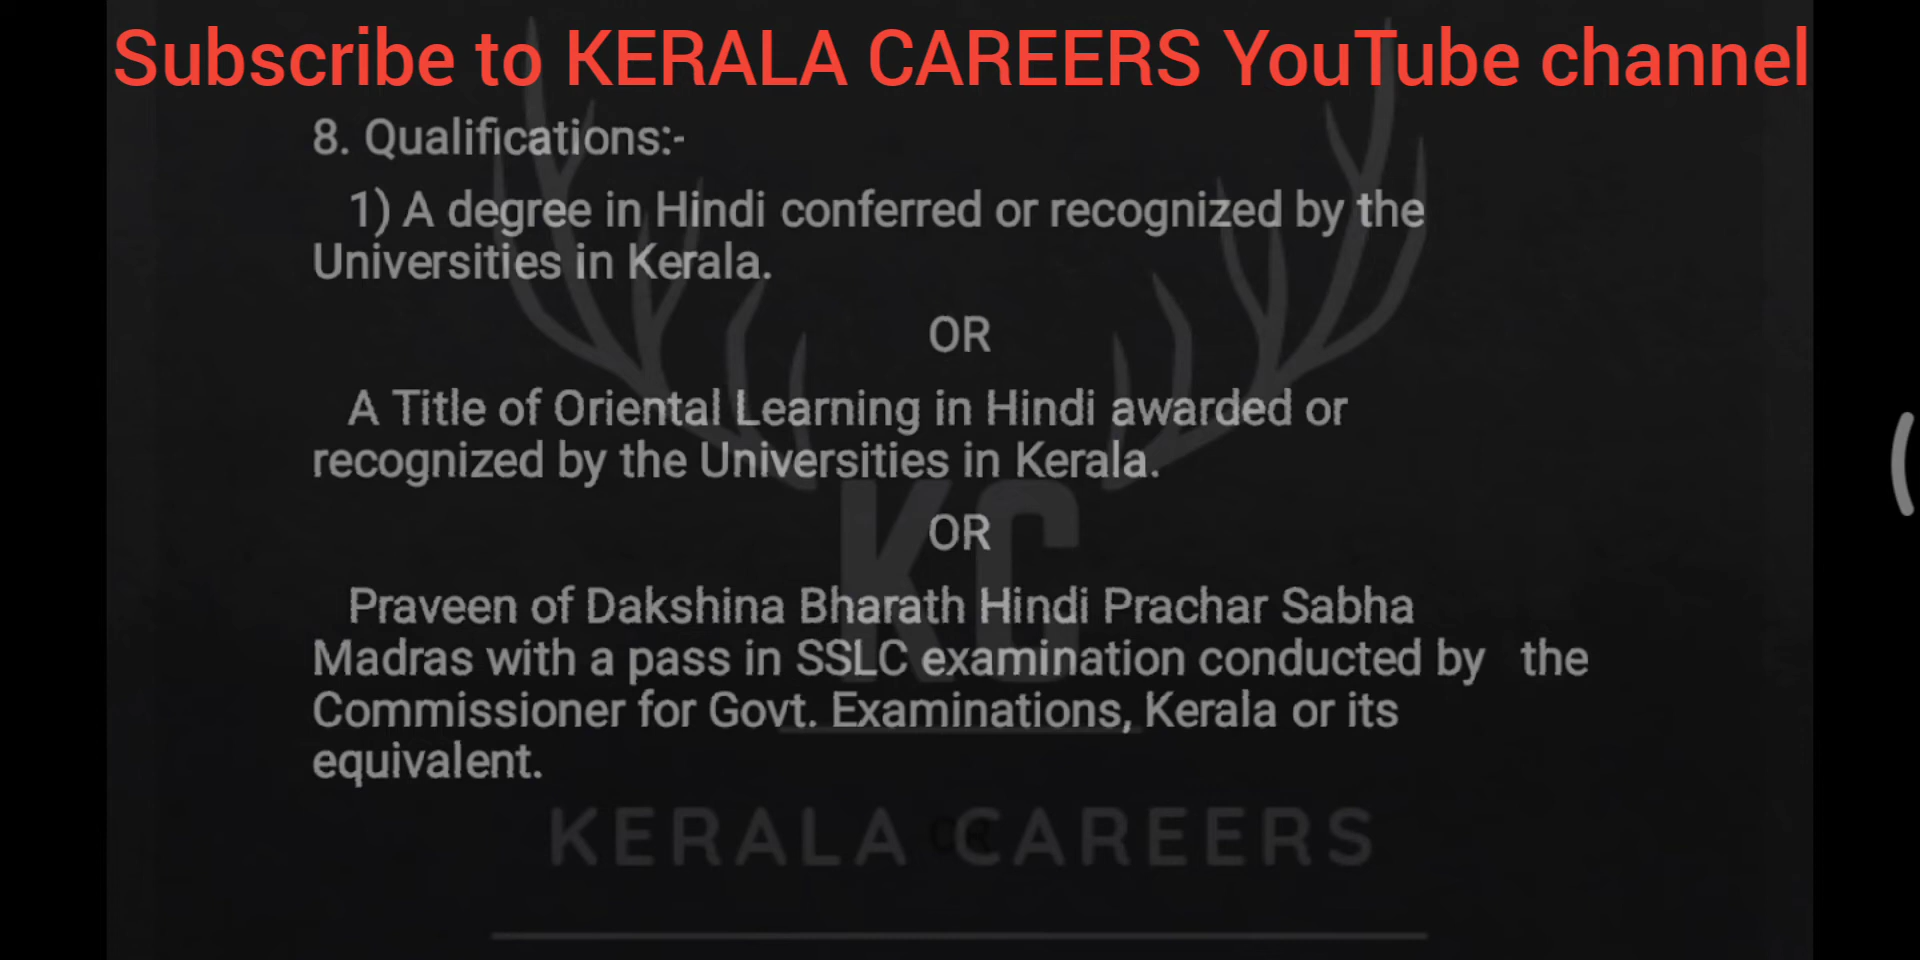 Subscribe to KERALA CAREERS YouTube channel
8. Qualifications:-
1) A degree in Hindi conferred or recognized by the
Universities in Kerala.
OR
A Title of Oriental Learning in Hindi awarded or
recognized by the Universities in Kerala.
OR
Praveen of Dakshina Bharath Hindi Prachar Sabha
Madras with a pass in SSLC examination conducted by the
Commissioner for Govt. Examinations, Kerala or its
equivalent.
OR
KC
KERALA CAREERS